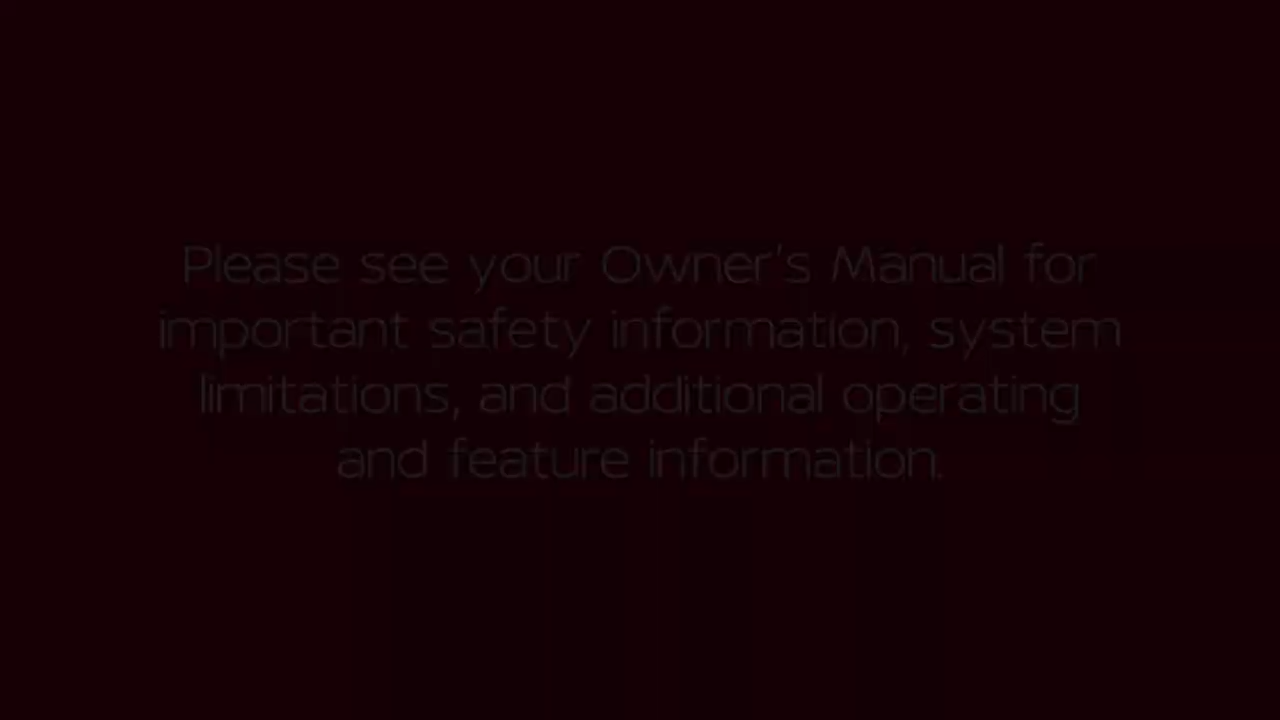 Please see your Owner's Manual for
important safety information, system
limitations, and additional operating
and feature information.